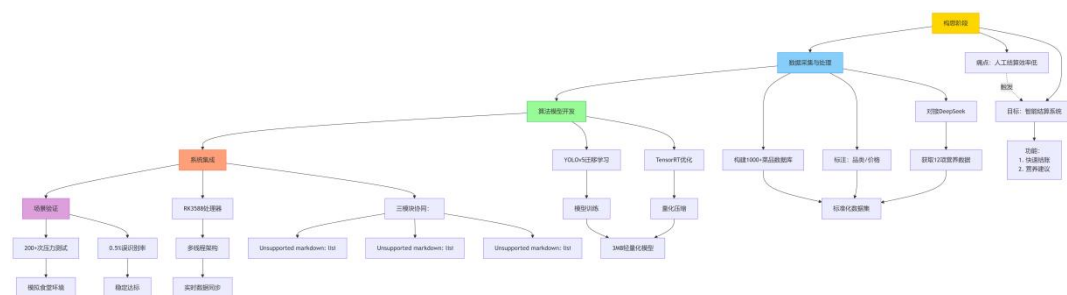 构思阶段
数据采集与处理
痛点：人工结算效率低
触发
算法模型开发
对接DeepSeek
目标：智能结算系统
系统集成
YOLOv5迁移学习
TensorRT优化
构建1000+菜品数据库
标注：品类/价格
获取12项营养数据
功能：
1. 快速结账
2. 营养建议
场景验证
RK3588处理器
三模块协同：
模型训练
量化压缩
标准化数据集
200+次压力测试
0.5%误识别率
多线程架构
Unsupported markdown: list
Unsupported markdown: list
Unsupported markdown: list
3MB轻量化模型
模拟食堂环境
稳定达标
实时数据同步